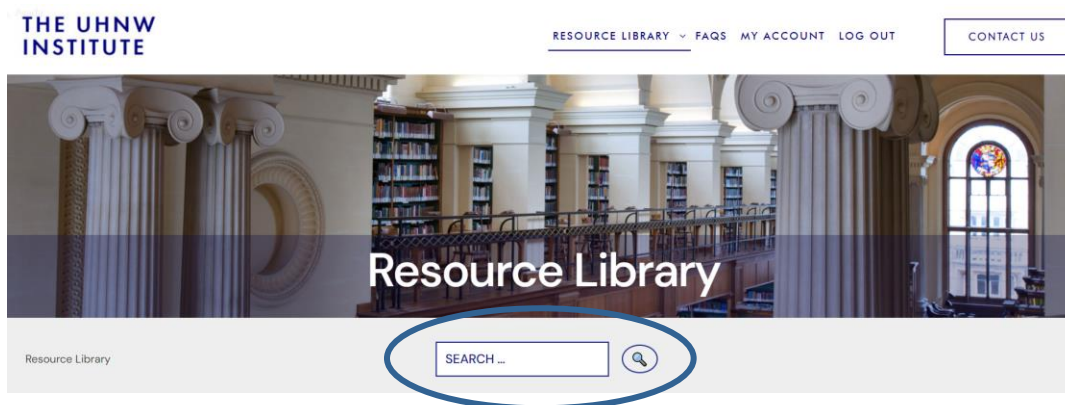 THE UHNW
INSTITUTE
RESOURCE LIBRARY FAQS MY ACCOUNT LOG OUT CONTACT US
Resource Library
Resource Library SEARCH ...